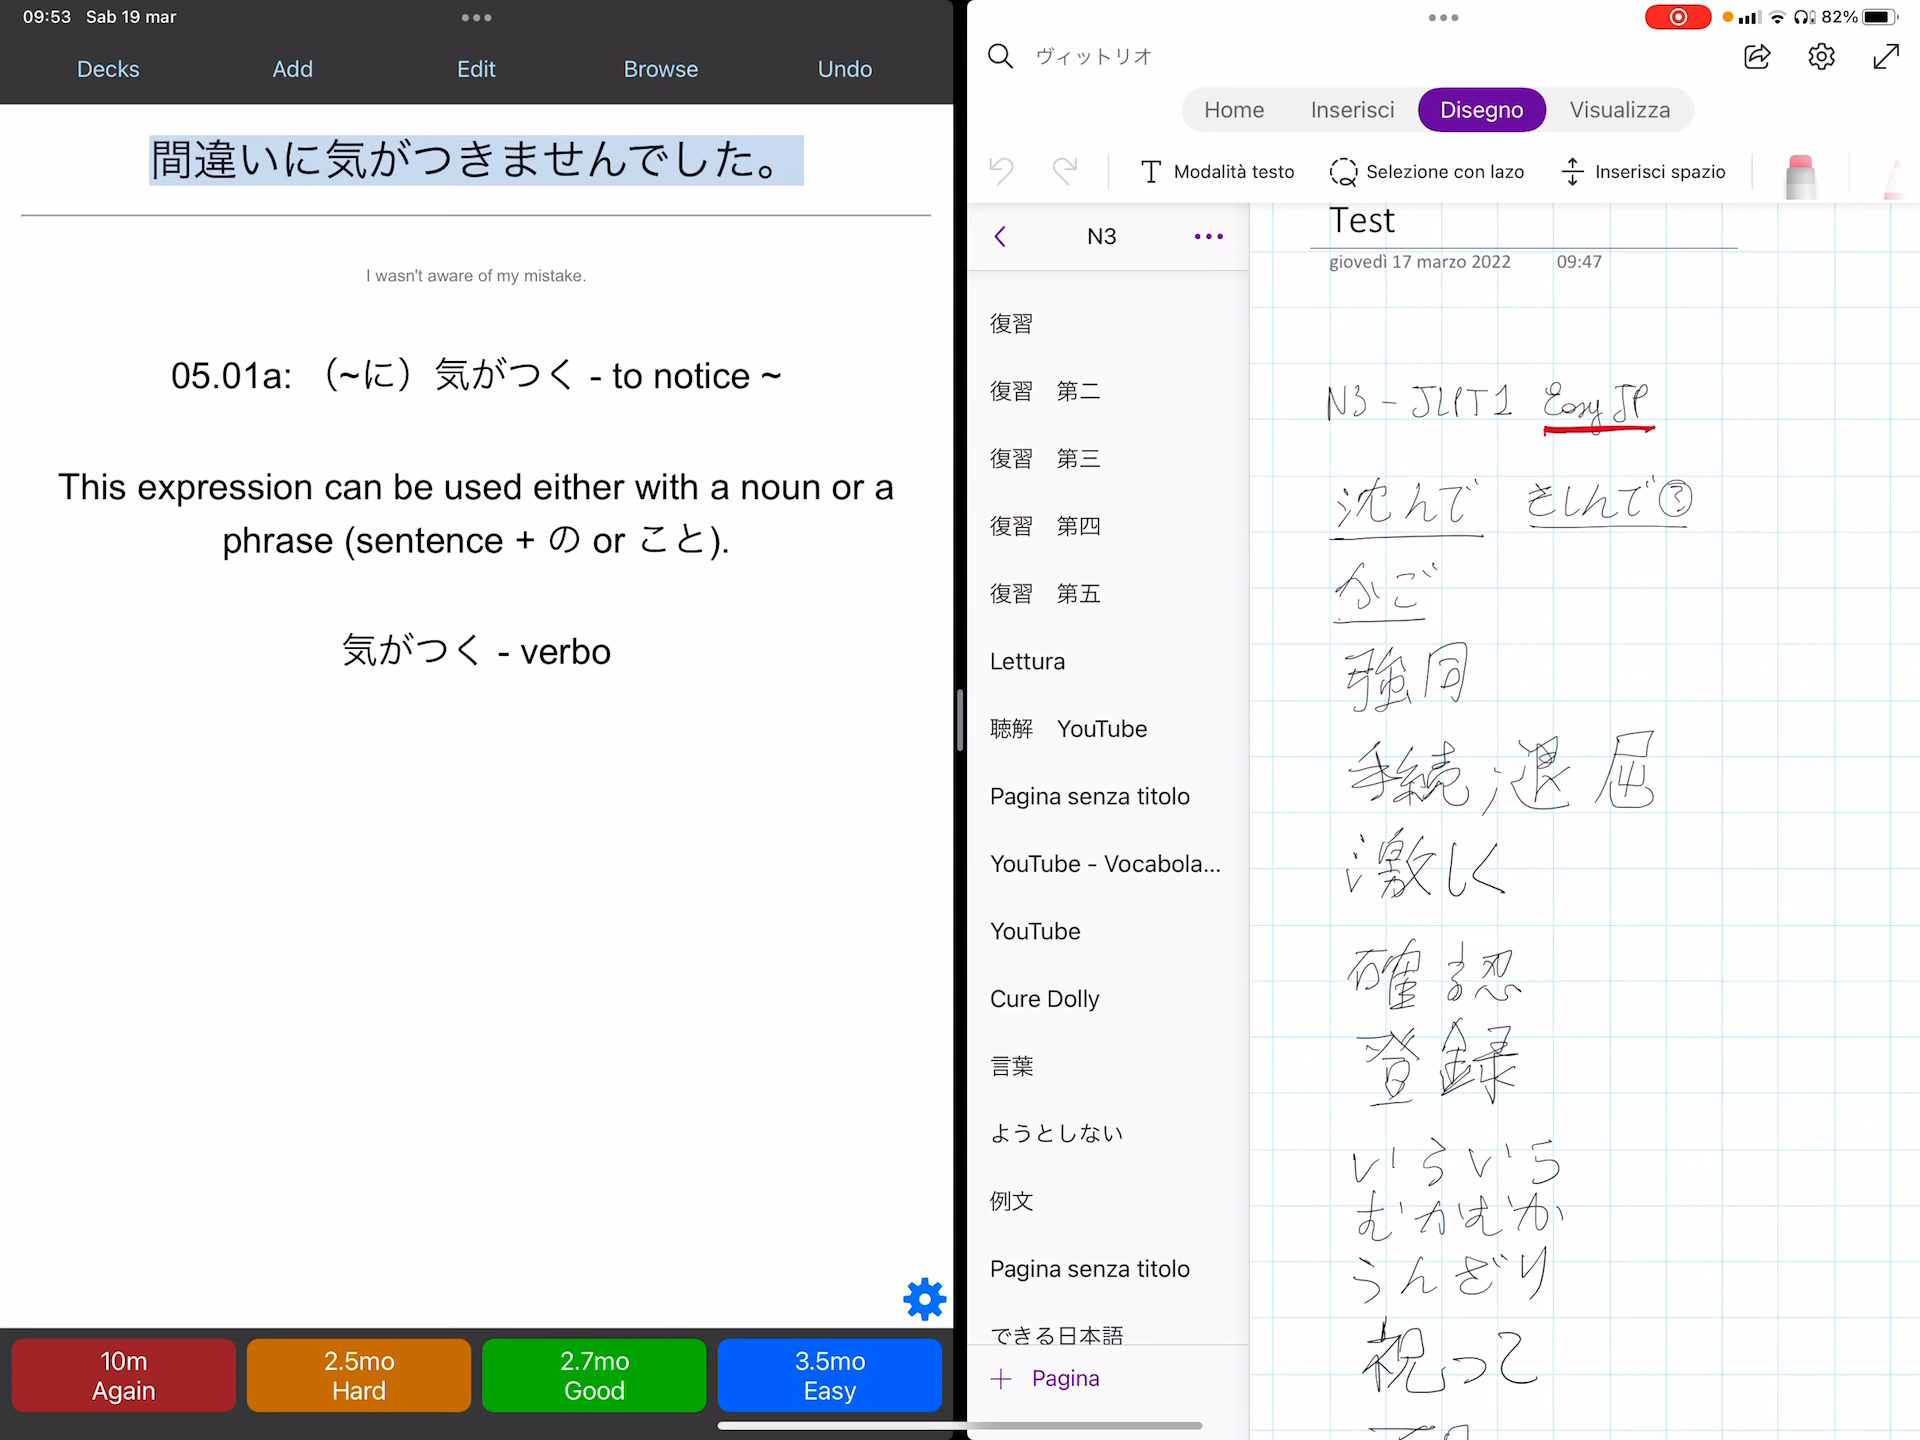 09:53 Sab 19 mar
Decks Add Edit Browse Undo
間違いに気がつきませんでした。
I wasn't aware of my mistake.
05.01a: （~に）気がつく - to notice ~
This expression can be used either with a noun or a
phrase (sentence + の or こと).
気がつく - verbo
10m
Again
2.5mo
Hard
2.7mo
Good
3.5mo
Easy
82%
ヴィットリオ
Home Inserisci Disegno Visualizza
Modalità testo Selezione con lazo Inserisci spazio
N3
復習
復習 第二
復習 第三
復習 第四
復習 第五
Lettura
聴解 YouTube
Pagina senza titolo
YouTube - Vocabola...
YouTube
Cure Dolly
言葉
ようとしない
例文
Pagina senza titolo
できる日本語
Pagina
Test
giovedì 17 marzo 2022 09:47
N3 - JLPT1 Easy JP
沈んで きしんで?
かご
強同
手続, 退屈
激しく
確認
登録
いらいら
むかむか
うんざり
祝って